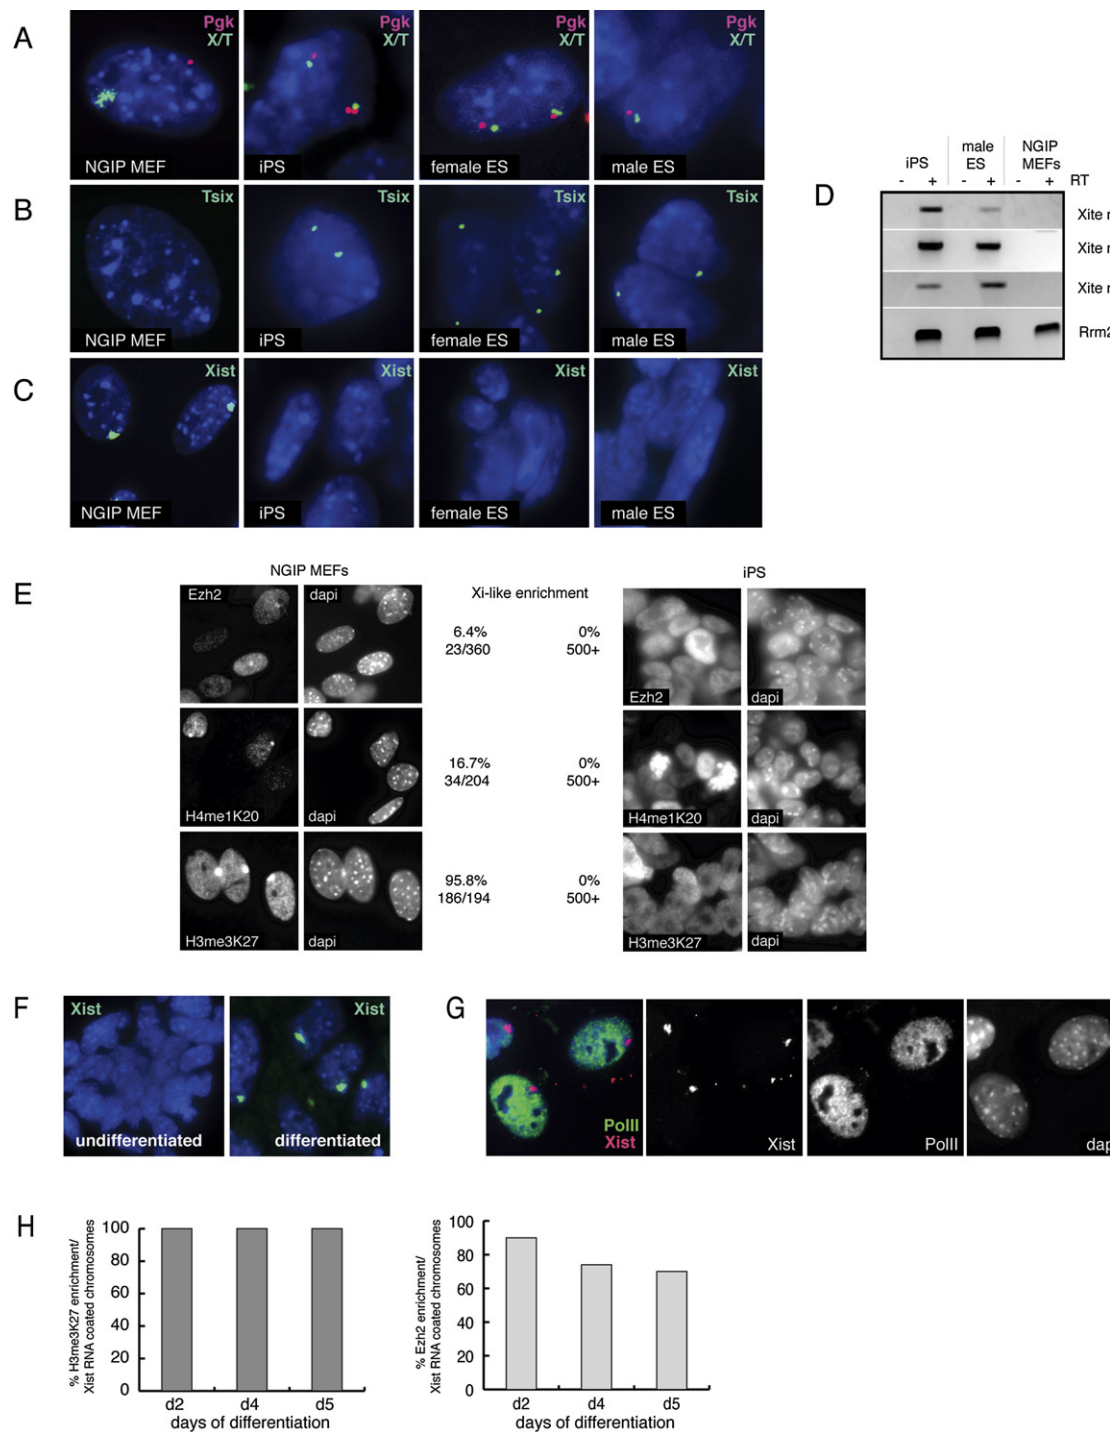 A
Pgk
X/T
NGIP MEF
Pgk
X/T
iPS
Pgk
X/T
female ES
Pgk
X/T
male ES
B
Tsix
NGIP MEF
Tsix
iPS
Tsix
female ES
Tsix
male ES
C
Xist
NGIP MEF
Xist
iPS
Xist
female ES
Xist
male ES
D
iPS
male
ES
NGIP
MEFs
- + - + - + RT
Xite
Xite
Xite
Rrm2
E
NGIP MEFs
Xi-like enrichment
iPS
Ezh2
dapi
6.4%
23/360
0%
500+
Ezh2
dapi
H4me1K20
dapi
16.7%
34/204
0%
500+
H4me1K20
dapi
H3me3K27
dapi
95.8%
186/194
0%
500+
H3me3K27
dapi
F
Xist
undifferentiated
Xist
differentiated
G
PolII
Xist
Xist
PolII
dap
H
% H3me3K27 enrichment/
Xist RNA coated chromosomes
100
80
60
40
20
0
d2 d4 d5
days of differentiation
% Ezh2 enrichment/
Xist RNA coated chromosomes
100
80
60
40
20
0
d2 d4 d5
days of differentiation